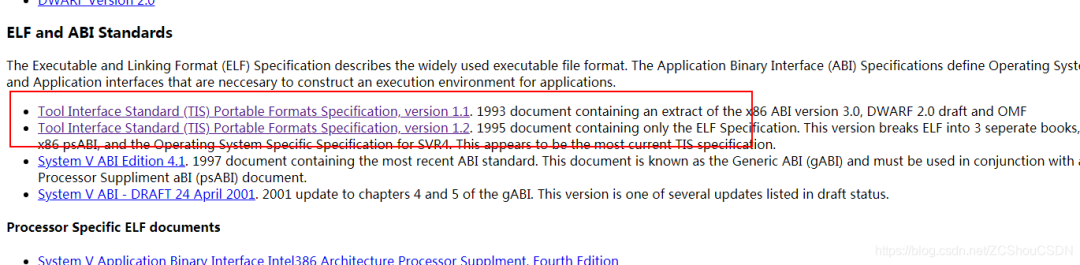 DWARF Version 2.0
ELF and ABI Standards
The Executable and Linking Format (ELF) Specification describes the widely used executable file format. The Application Binary Interface (ABI) Specifications define Operating Syste
and Application interfaces that are neccesary to construct an execution environment for applications.
Tool Interface Standard (TIS) Portable Formats Specification, version 1.1. 1993 document containing an extract of the x86 ABI version 3.0, DWARF 2.0 draft and OMF
Tool Interface Standard (TIS) Portable Formats Specification, version 1.2. 1995 document containing only the ELF Specification. This version breaks ELF into 3 seperate books,
x86 psABI, and the Operating System Specific Specification for SVR4. This appears to be the most current TIS specification.
System V ABI Edition 4.1. 1997 document containing the most recent ABI standard. This document is known as the Generic ABI (gABI) and must be used in conjunction with a
Processor Suppliment aBI (psABI) document.
System V ABI - DRAFT 24 April 2001. 2001 update to chapters 4 and 5 of the gABI. This version is one of several updates listed in draft status.
Processor Specific ELF documents
System V Application Binary Interface Intel386 Architecture Processor Supplment, Fourth Edition
https://blog.csdn.net/ZCShouCSDN